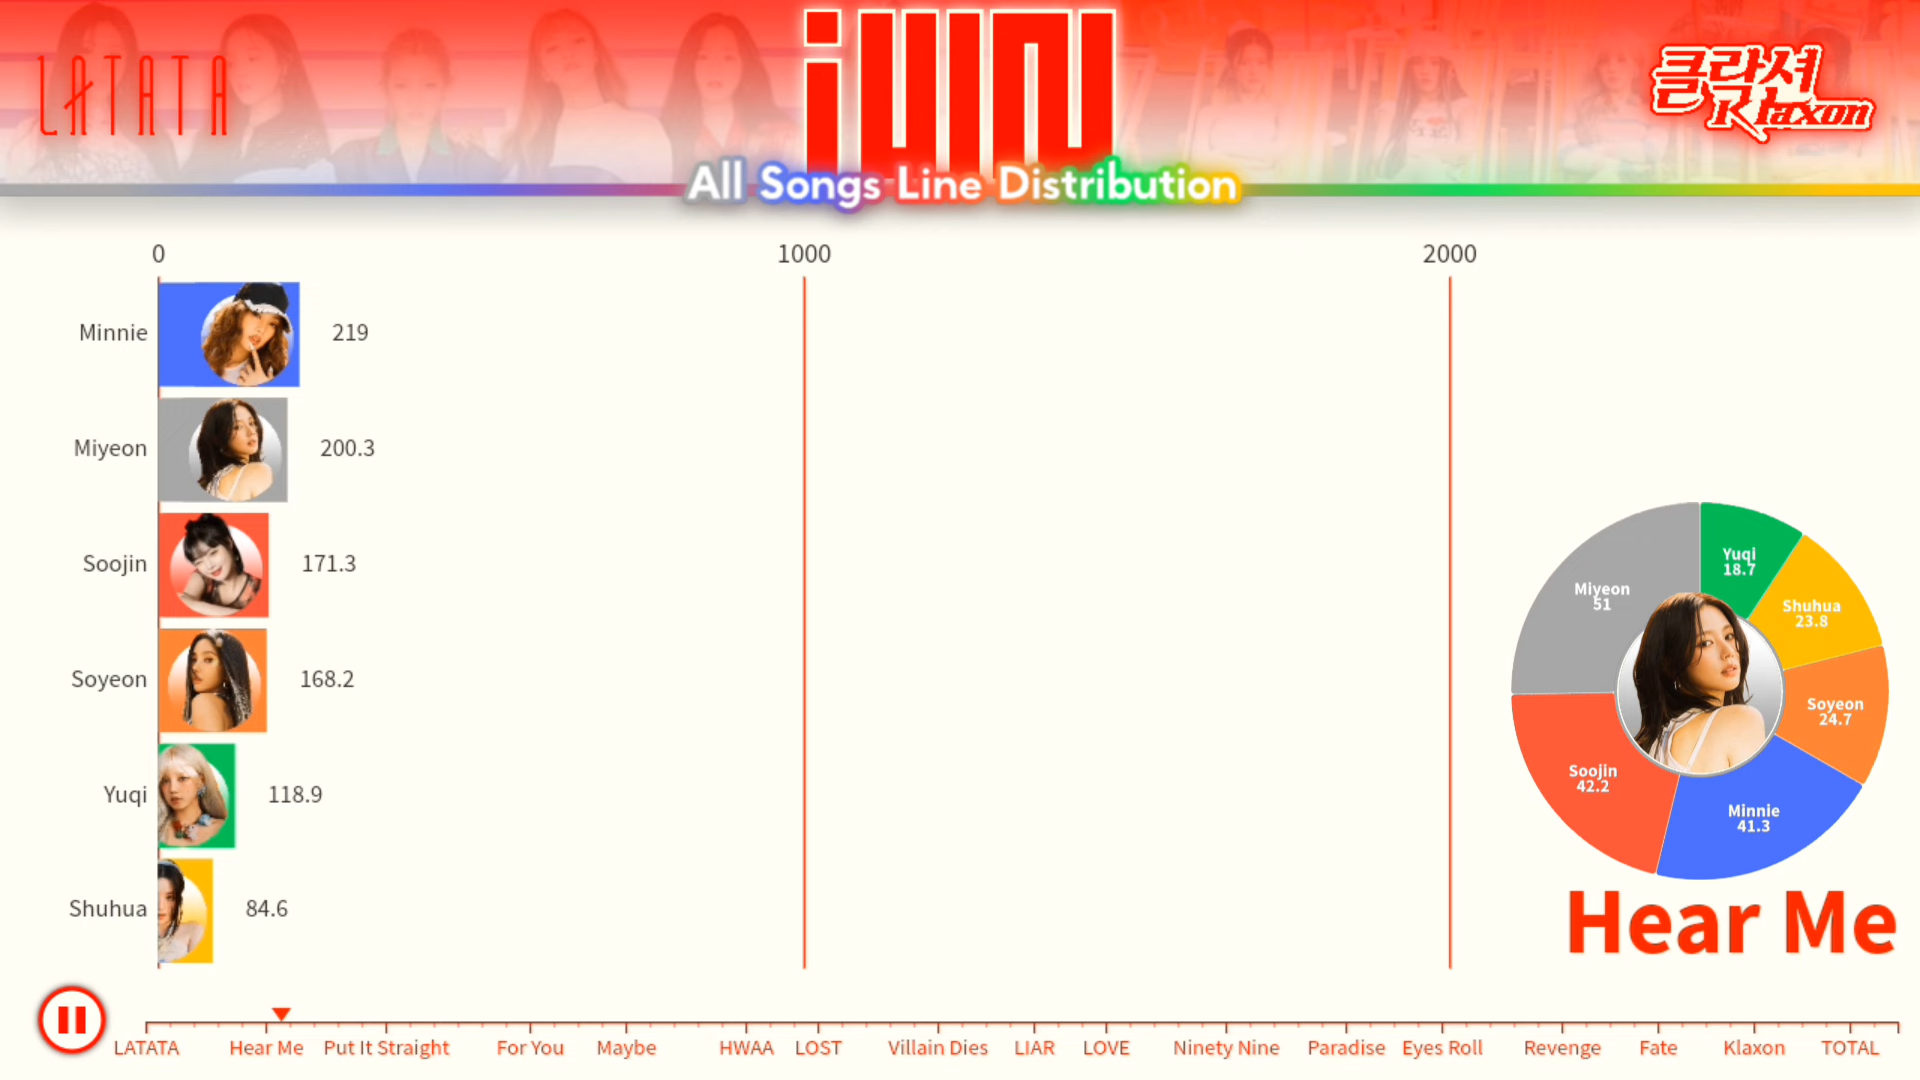 LATATA
All Songs Line Distribution
클락션
Klaxon
0 1000 2000
Minnie 219
Miyeon 200.3
Soojin 171.3
Soyeon 168.2
Yuqi 118.9
Shuhua 84.6
Yuqi
18.7
Shuhua
23.8
Soyeon
24.7
Minnie
41.3
Soojin
42.2
Miyeon
51
Hear Me
LATATA Hear Me Put It Straight For You Maybe HWAA LOST Villain Dies LIAR LOVE Ninety Nine Paradise Eyes Roll Revenge Fate Klaxon TOTAL